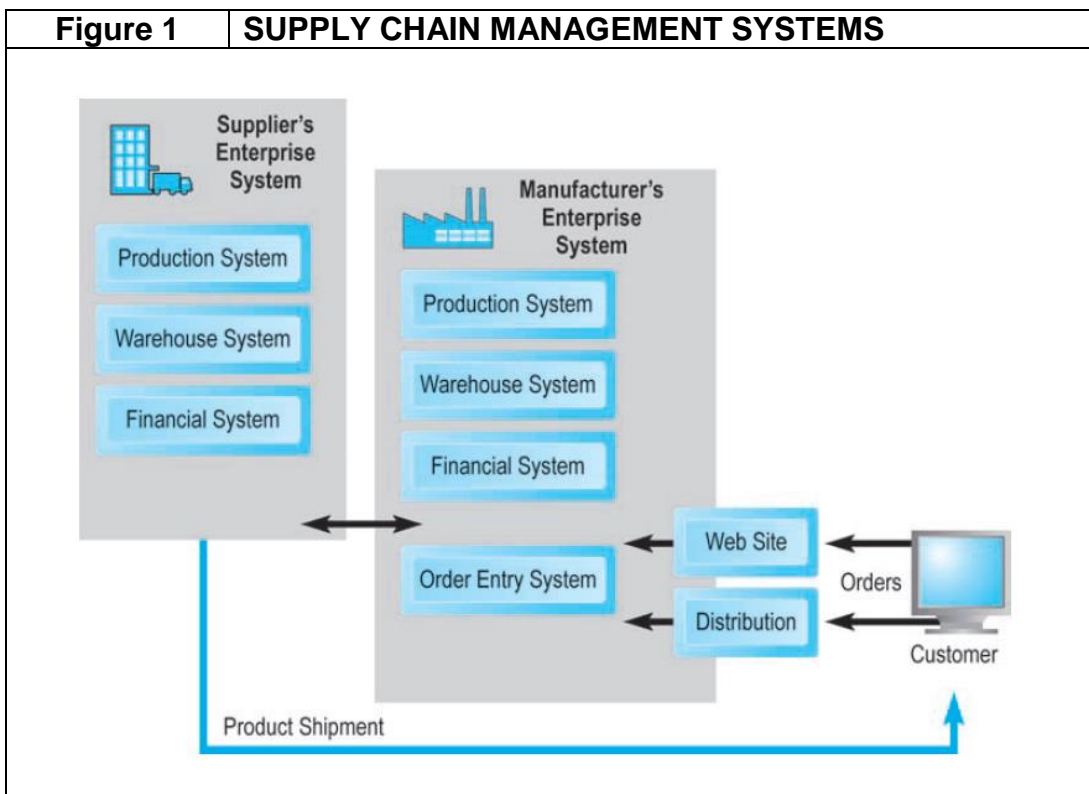 Figure 1
SUPPLY CHAIN MANAGEMENT SYSTEMS
Supplier's
Enterprise
System
Production System
Warehouse System
Financial System
Manufacturer's
Enterprise
System
Production System
Warehouse System
Financial System
Order Entry System
Web Site
Distribution
Orders
Customer
Product Shipment